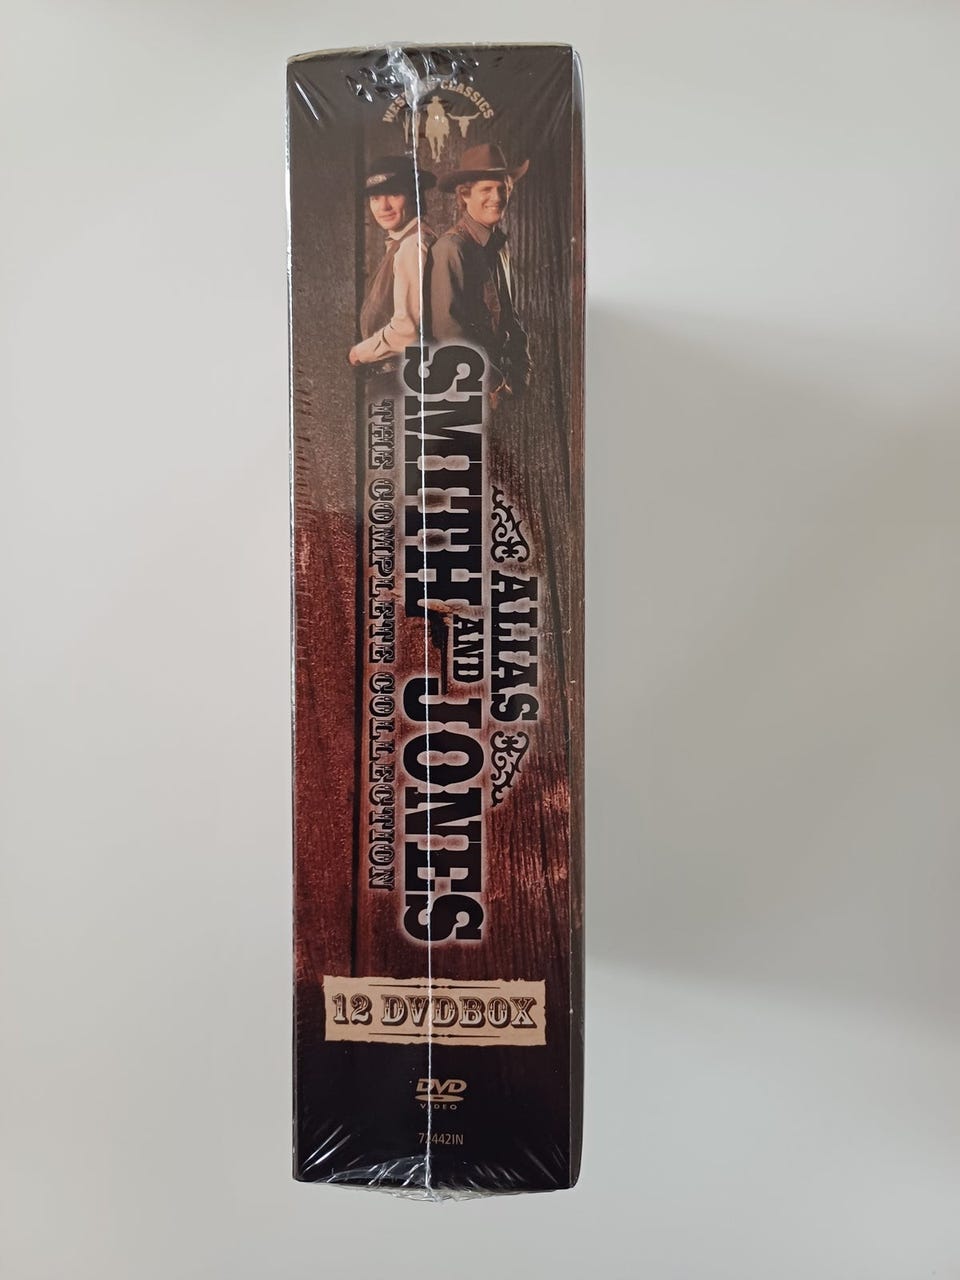 WESTERN CLASSICS
ALIAS
SMITH AND JONES
THE COMPLETE COLLECTION
12 DVDBOX
DVD
VIDEO
72442IN